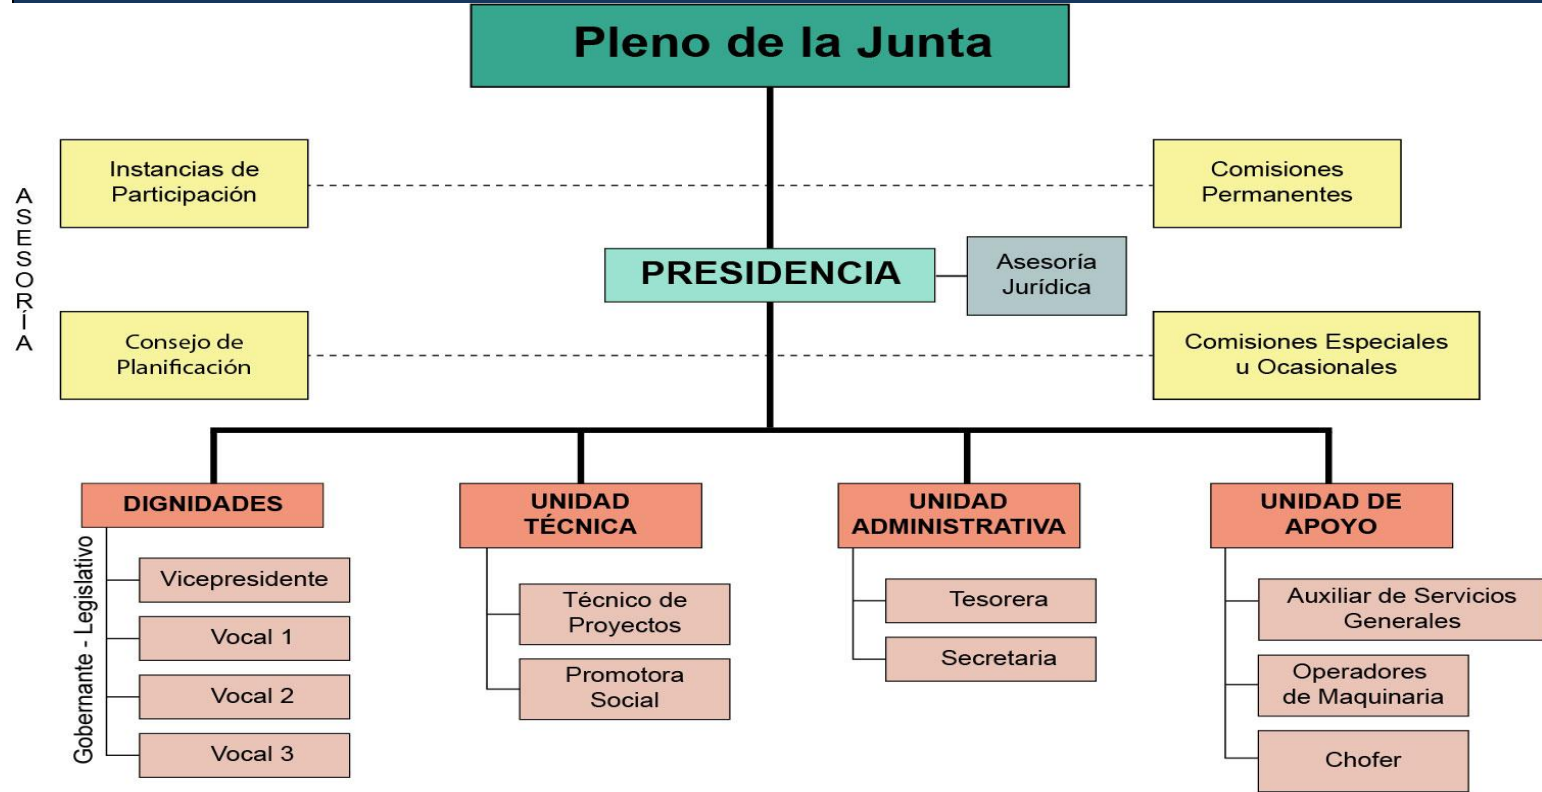 Pleno de la Junta
Instancias de
Participación
Comisiones
Permanentes
ASESORÍA
PRESIDENCIA
Asesoría
Jurídica
Consejo de
Planificación
Comisiones Especiales
u Ocasionales
DIGNIDADES
Gobernante - Legislativo
Vicepresidente
Vocal 1
Vocal 2
Vocal 3
UNIDAD
TÉCNICA
Técnico de
Proyectos
Promotora
Social
UNIDAD
ADMINISTRATIVA
Tesorera
Secretaria
UNIDAD DE
APOYO
Auxiliar de Servicios
Generales
Operadores
de Maquinaria
Chofer